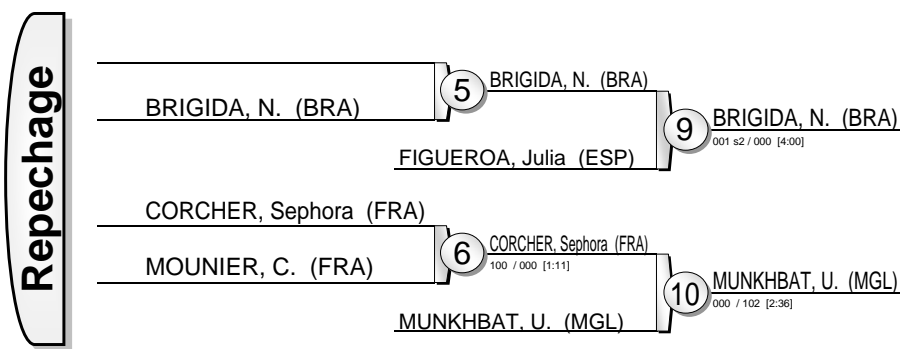 Repechage
BRIGIDA, N. (BRA)
5
BRIGIDA, N. (BRA)
FIGUEROA, Julia (ESP)
9
BRIGIDA, N. (BRA)
001 s2 / 000 [4:00]
CORCHER, Sephora (FRA)
MOUNIER, C. (FRA)
6
CORCHER, Sephora (FRA)
100 / 000 [1:11]
MUNKHBAT, U. (MGL)
10
MUNKHBAT, U. (MGL)
000 / 102 [2:36]